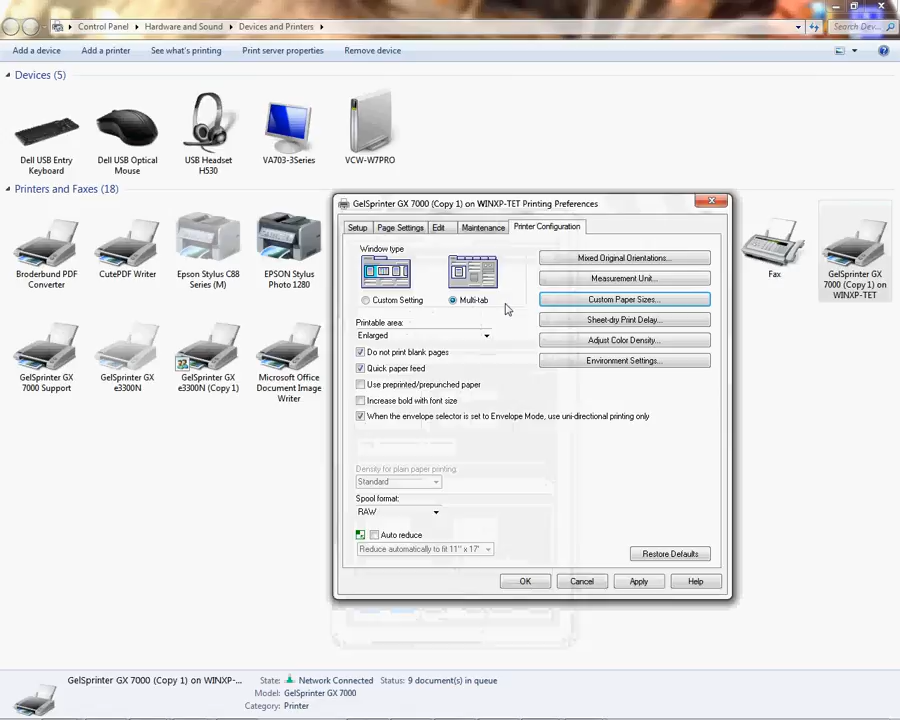 Control Panel
Hardware and Sound
Devices and Printers
Search Dev...
Add a device
Add a printer
See what's printing
Print server properties
Remove device
Devices (5)
Dell USB Entry
Keyboard
Dell USB Optical
Mouse
USB Headset
H530
VA703-3Series
VCW-W7PRO
Printers and Faxes (18)
Broderbund PDF
Converter
CutePDF Writer
Epson Stylus C88
Series (M)
EPSON Stylus
Photo 1280
Fax
GelSprinter GX
7000 (Copy 1) on
WINXP-TET
GelSprinter GX
7000 Support
GelSprinter GX
e3300N
GelSprinter GX
e3300N (Copy 1)
Microsoft Office
Document Image
Writer
GelSprinter GX 7000 (Copy 1) on WINXP-TET Printing Preferences
Setup
Page Settings
Edit
Maintenance
Printer Configuration
Window type
Custom Setting
Multi-tab
Printable area:
Enlarged
Do not print blank pages
Quick paper feed
Use preprinted/prepunched paper
Increase bold with font size
When the envelope selector is set to Envelope Mode, use uni-directional printing only
Density for plain paper printing:
Standard
Spool format:
RAW
Auto reduce
Reduce automatically to fit 11" x 17"
Mixed Original Orientations...
Measurement Unit...
Custom Paper Sizes...
Sheet-dry Print Delay...
Adjust Color Density...
Environment Settings...
Restore Defaults
OK
Cancel
Apply
Help
GelSprinter GX 7000 (Copy 1) on WINXP-...
State: Network Connected
Status: 9 document(s) in queue
Model: GelSprinter GX 7000
Category: Printer